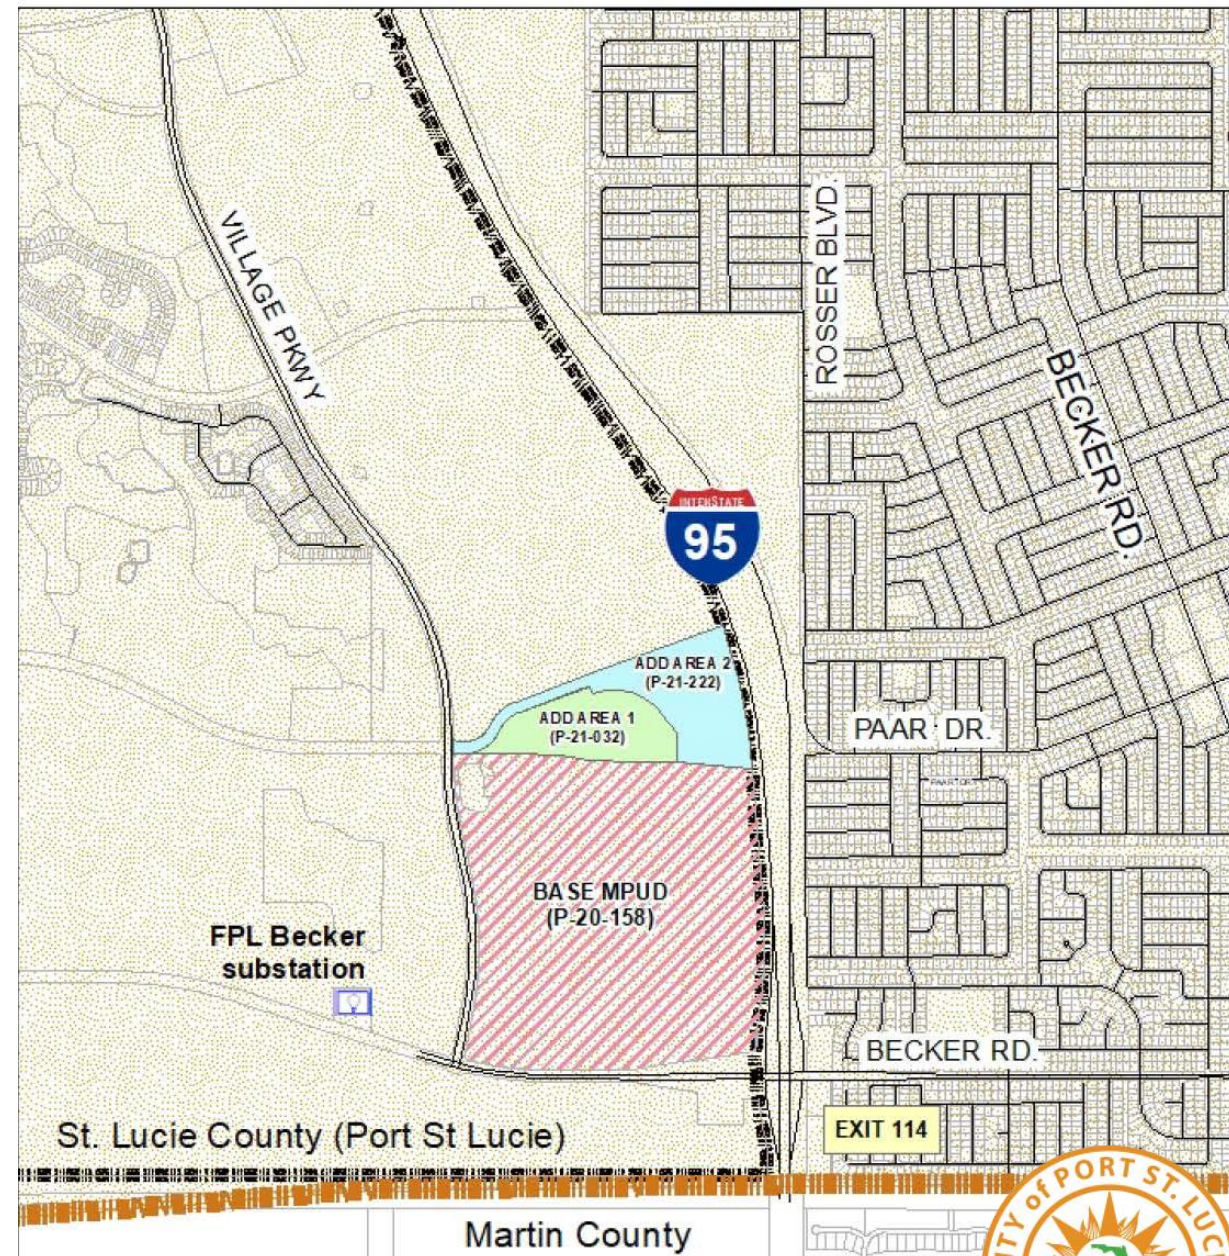 VILLAGE PKWY
ROSSER BLVD.
BECKER RD.
INTERSTATE
95
ADD AREA 2
(P-21-222)
ADD AREA 1
(P-21-032)
PAAR DR.
PAAR DR.
BASE MPUD
(P-20-158)
FPL Becker
substation
BECKER RD.
EXIT 114
St. Lucie County (Port St Lucie)
Martin County
CITY of PORT ST. LUC